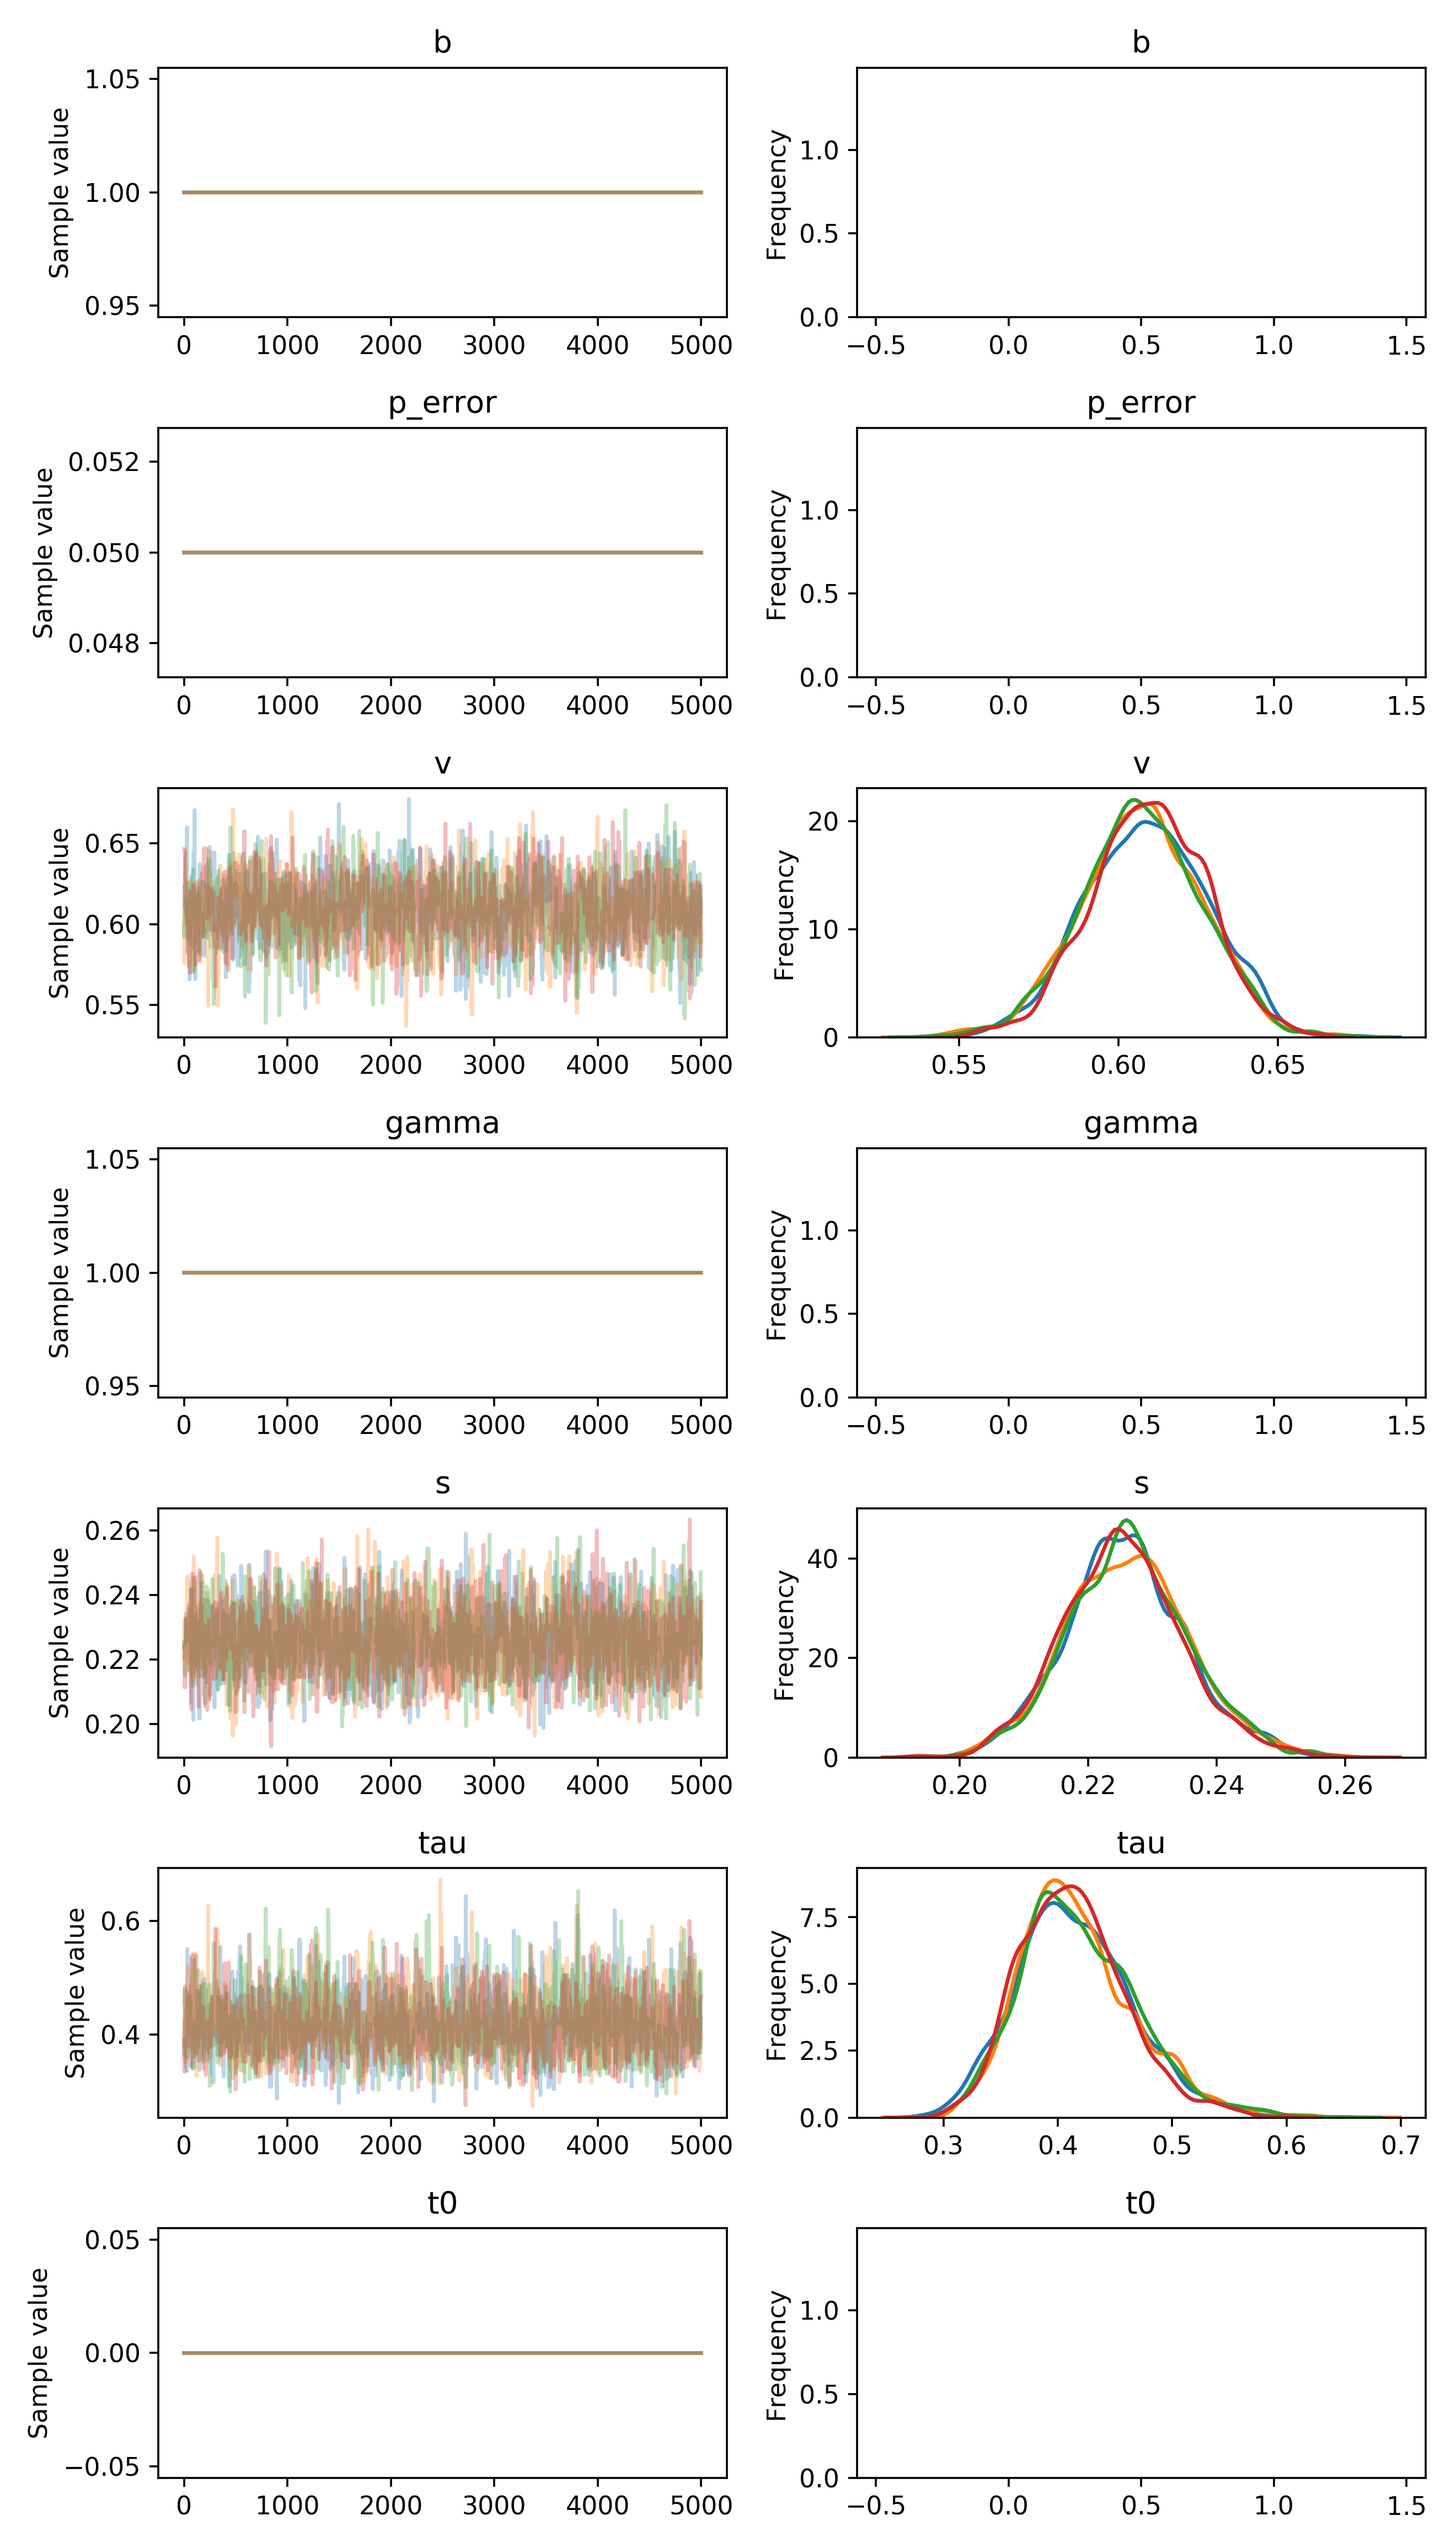 b
b
Sample value
1.05
1.00
0.95
0 1000 2000 3000 4000 5000
Frequency
1.0
0.5
0.0
−0.5 0.0 0.5 1.0 1.5
p_error
p_error
Sample value
0.052
0.050
0.048
0 1000 2000 3000 4000 5000
Frequency
1.0
0.5
0.0
−0.5 0.0 0.5 1.0 1.5
v
v
Sample value
0.65
0.60
0.55
0 1000 2000 3000 4000 5000
Frequency
20
10
0
0.55 0.60 0.65
gamma
gamma
Sample value
1.05
1.00
0.95
0 1000 2000 3000 4000 5000
Frequency
1.0
0.5
0.0
−0.5 0.0 0.5 1.0 1.5
s
s
Sample value
0.26
0.24
0.22
0.20
0 1000 2000 3000 4000 5000
Frequency
40
20
0
0.20 0.22 0.24 0.26
tau
tau
Sample value
0.6
0.4
0 1000 2000 3000 4000 5000
Frequency
7.5
5.0
2.5
0.0
0.3 0.4 0.5 0.6 0.7
t0
t0
Sample value
0.05
0.00
−0.05
0 1000 2000 3000 4000 5000
Frequency
1.0
0.5
0.0
−0.5 0.0 0.5 1.0 1.5